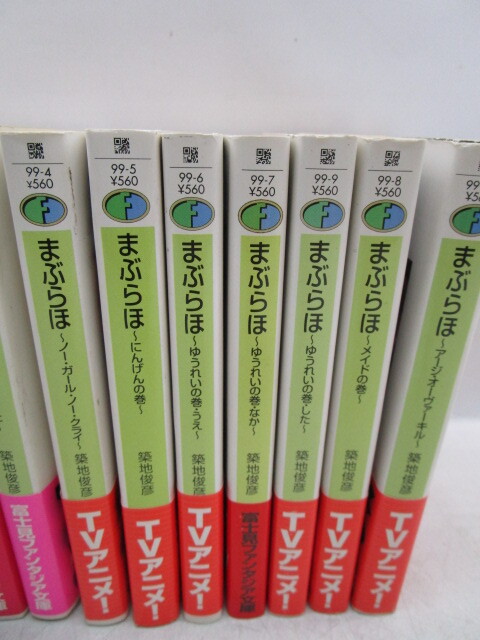 99-4
¥560
まぶらほ
~ノー・ガール・ノー・クライ~
築地俊彦
富士見ファンタジア文庫
99-5
¥560
まぶらほ
~にんげんの巻~
築地俊彦
TVアニメ!
99-6
¥560
まぶらほ
~ゆうれいの巻・うえ~
築地俊彦
TVアニメ!
99-7
¥560
まぶらほ
~ゆうれいの巻・なか~
築地俊彦
TVアニメ!
99-9
¥560
まぶらほ
~ゆうれいの巻・した~
築地俊彦
富士見ファンタジア文庫
99-8
¥560
まぶらほ
~メイドの巻~
築地俊彦
TVアニメ!
まぶらほ
~アージ・オーヴァーキル~
築地俊彦
TVアニメ!
TVアニメ!